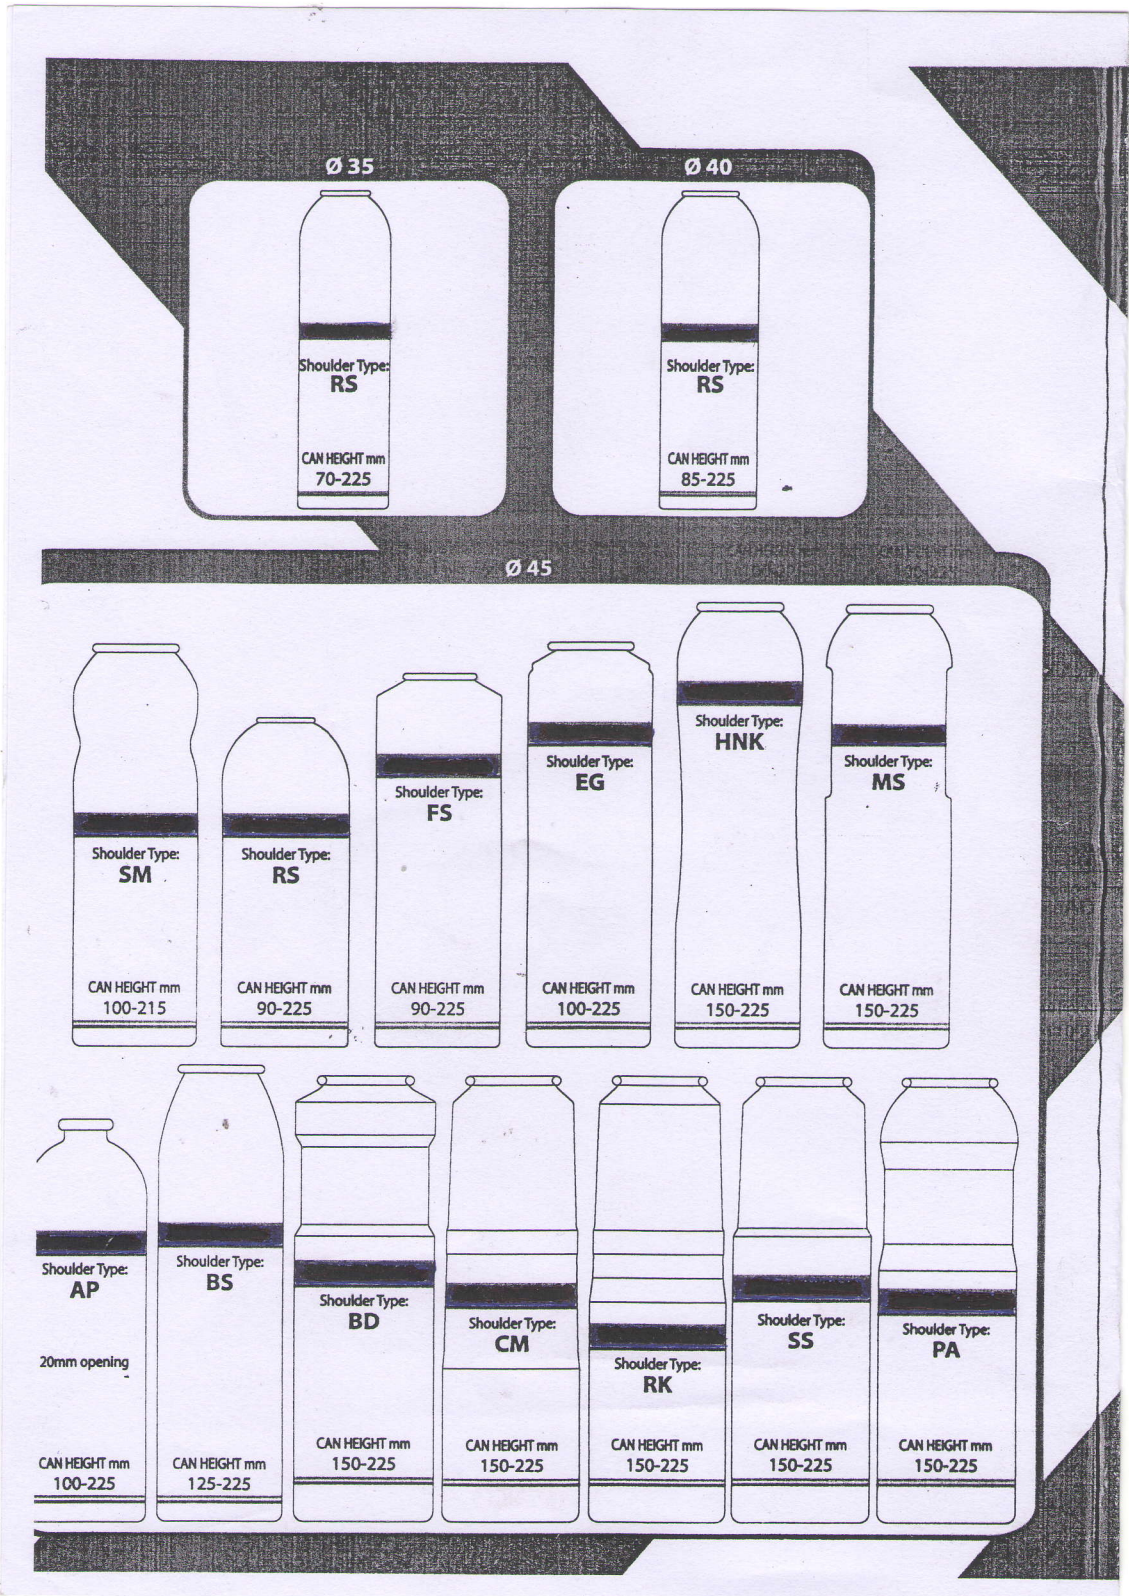 Ø 35
Shoulder Type:
RS
CAN HEIGHT mm
70-225
Ø 40
Shoulder Type:
RS
CAN HEIGHT mm
85-225
Ø 45
Shoulder Type:
SM
CAN HEIGHT mm
100-215
Shoulder Type:
RS
CAN HEIGHT mm
90-225
Shoulder Type:
FS
CAN HEIGHT mm
90-225
Shoulder Type:
EG
CAN HEIGHT mm
100-225
Shoulder Type:
HNK
CAN HEIGHT mm
150-225
Shoulder Type:
MS
CAN HEIGHT mm
150-225
Shoulder Type:
AP
20mm opening
CAN HEIGHT mm
100-225
Shoulder Type:
BS
CAN HEIGHT mm
125-225
Shoulder Type:
BD
CAN HEIGHT mm
150-225
Shoulder Type:
CM
CAN HEIGHT mm
150-225
Shoulder Type:
RK
CAN HEIGHT mm
150-225
Shoulder Type:
SS
CAN HEIGHT mm
150-225
Shoulder Type:
PA
CAN HEIGHT mm
150-225